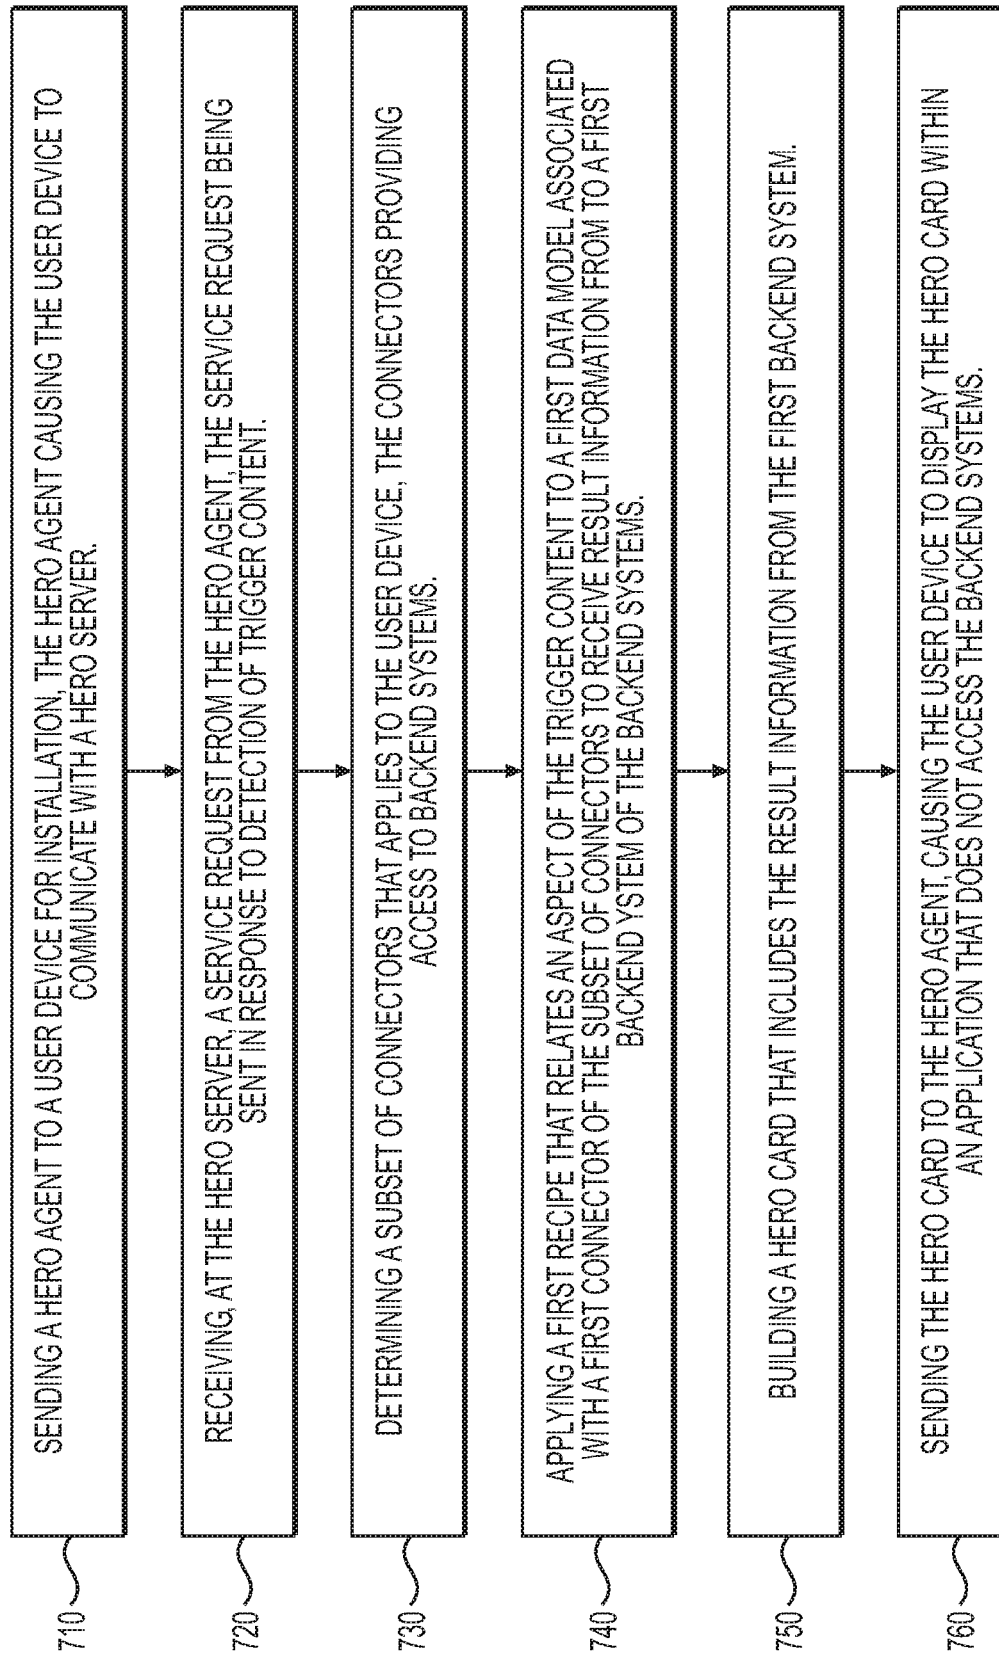 710
SENDING A HERO AGENT TO A USER DEVICE FOR INSTALLATION, THE HERO AGENT CAUSING THE USER DEVICE TO
COMMUNICATE WITH A HERO SERVER.
720
RECEIVING, AT THE HERO SERVER, A SERVICE REQUEST FROM THE HERO AGENT, THE SERVICE REQUEST BEING
SENT IN RESPONSE TO DETECTION OF TRIGGER CONTENT.
730
DETERMINING A SUBSET OF CONNECTORS THAT APPLIES TO THE USER DEVICE, THE CONNECTORS PROVIDING
ACCESS TO BACKEND SYSTEMS.
740
APPLYING A FIRST RECIPE THAT RELATES AN ASPECT OF THE TRIGGER CONTENT TO A FIRST DATA MODEL ASSOCIATED
WITH A FIRST CONNECTOR OF THE SUBSET OF CONNECTORS TO RECEIVE RESULT INFORMATION FROM TO A FIRST
BACKEND YSTEM OF THE BACKEND SYSTEMS.
750
BUILDING A HERO CARD THAT INCLUDES THE RESULT INFORMATION FROM THE FIRST BACKEND SYSTEM.
760
SENDING THE HERO CARD TO THE HERO AGENT, CAUSING THE USER DEVICE TO DISPLAY THE HERO CARD WITHIN
AN APPLICATION THAT DOES NOT ACCESS THE BACKEND SYSTEMS.